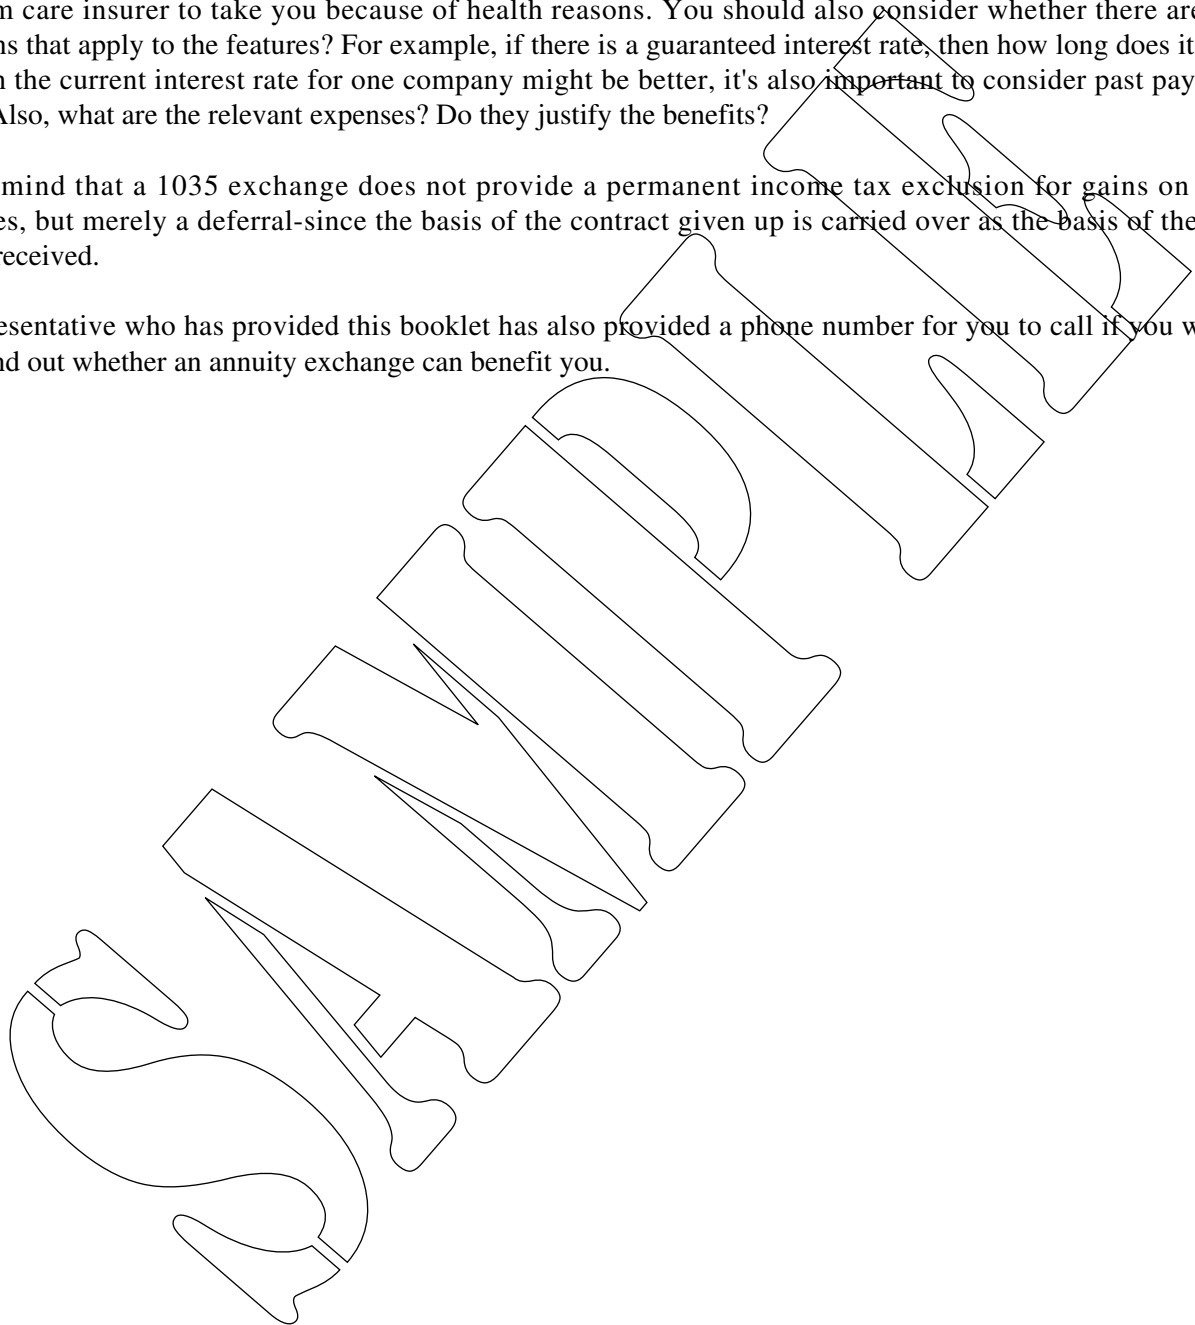 m care insurer to take you because of health reasons. You should also consider whether there are
ns that apply to the features? For example, if there is a guaranteed interest rate, then how long does it
n the current interest rate for one company might be better, it's also important to consider past pay
Also, what are the relevant expenses? Do they justify the benefits?
mind that a 1035 exchange does not provide a permanent income tax exclusion for gains on
es, but merely a deferral-since the basis of the contract given up is carried over as the basis of the
received.
esentative who has provided this booklet has also provided a phone number for you to call if you w
nd out whether an annuity exchange can benefit you.
SAMPLE